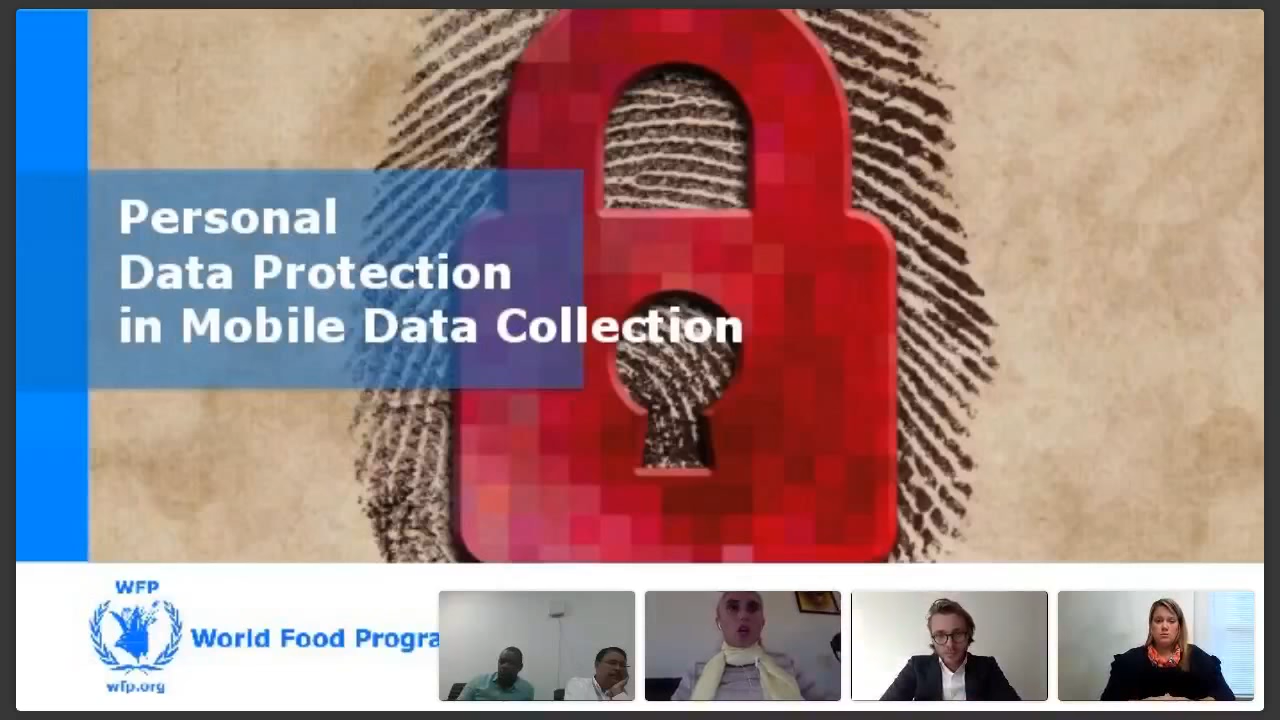 Personal
Data Protection
in Mobile Data Collection
WFP
World Food Progra
wfp.org